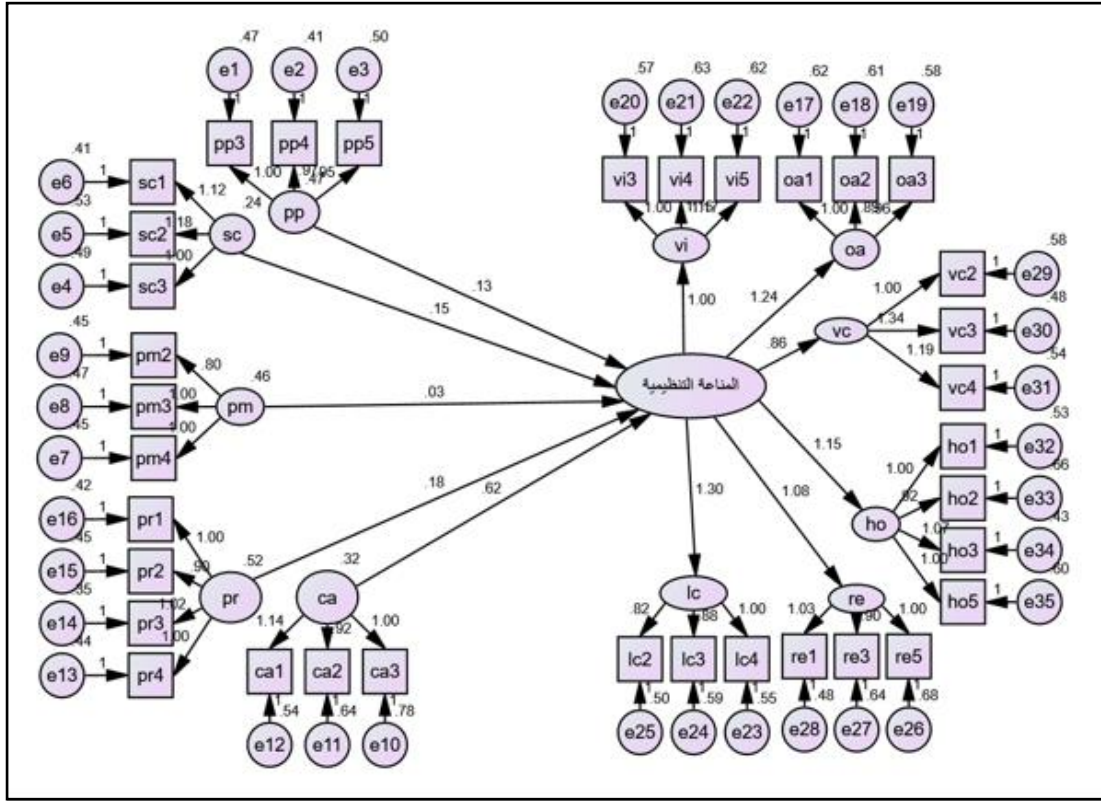 .47 .41 .50
e1 e2 e3
1 1 1
pp3 pp4 pp5
1.00
.24 pp
.41
e6 1 sc1
1.12
.53
e5 1 sc2 1.18 sc
.49
e4 1 sc3 1.00
.13
.15
.45
e9 1 pm2
.80
.47 .46
e8 1 pm3 1.00 pm
.03
.45
e7 1 pm4 1.00
.42
e16 1 pr1
1.00
.45
e15 1 pr2 .90
.52
.35 pr
e14 1 pr3 1.02
.44 1.00
e13 1 pr4
.18
.62
.32
ca
1.14 .92 1.00
ca1 ca2 ca3
1 1 1
.54 .64 .78
e12 e11 e10
المناعة التنظيمية
.57 .63 .62
e20 e21 e22
1 1 1
vi3 vi4 vi5
1.00
vi
1.00
.62 .61 .58
e17 e18 e19
1 1 1
oa1 oa2 oa3
1.00
oa
1.24
.58
vc2 1 e29
1.00
.48
vc 1.34 vc3 1 e30
.86
.54
1.19 vc4 1 e31
.53
ho1 1 e32
1.15 1.00
.66
ho .92 ho2 1 e33
.43
1.07 ho3 1 e34
.60
1.00 ho5 1 e35
1.30
lc
.82 .88 1.00
lc2 lc3 lc4
1 1 1
.50 .59 .55
e25 e24 e23
1.08
re
1.03 .90 1.00
re1 re3 re5
1 1 1
.48 .64 .68
e28 e27 e26